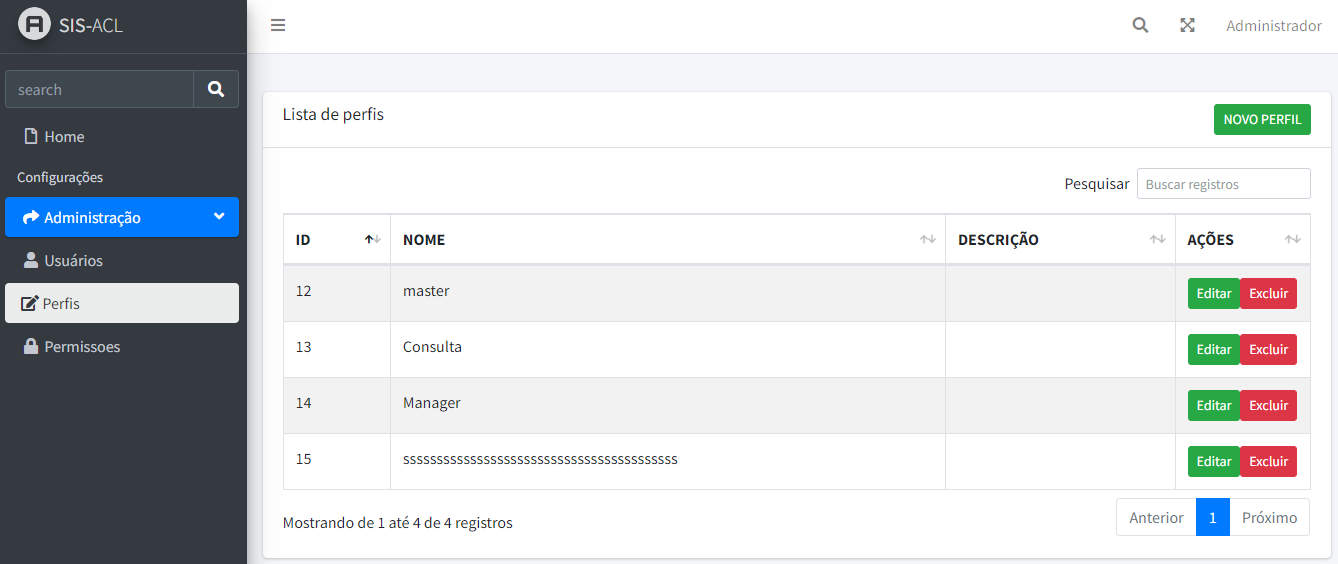 SIS-ACL
Administrador
search
Home
Configurações
Administração
Usuários
Perfis
Permissoes
Lista de perfis
NOVO PERFIL
Pesquisar Buscar registros
ID NOME DESCRIÇÃO AÇÕES
12 master Editar Excluir
13 Consulta Editar Excluir
14 Manager Editar Excluir
15 sssssssssssssssssssssssssssssssssssssssssss Editar Excluir
Mostrando de 1 até 4 de 4 registros
Anterior 1 Próximo